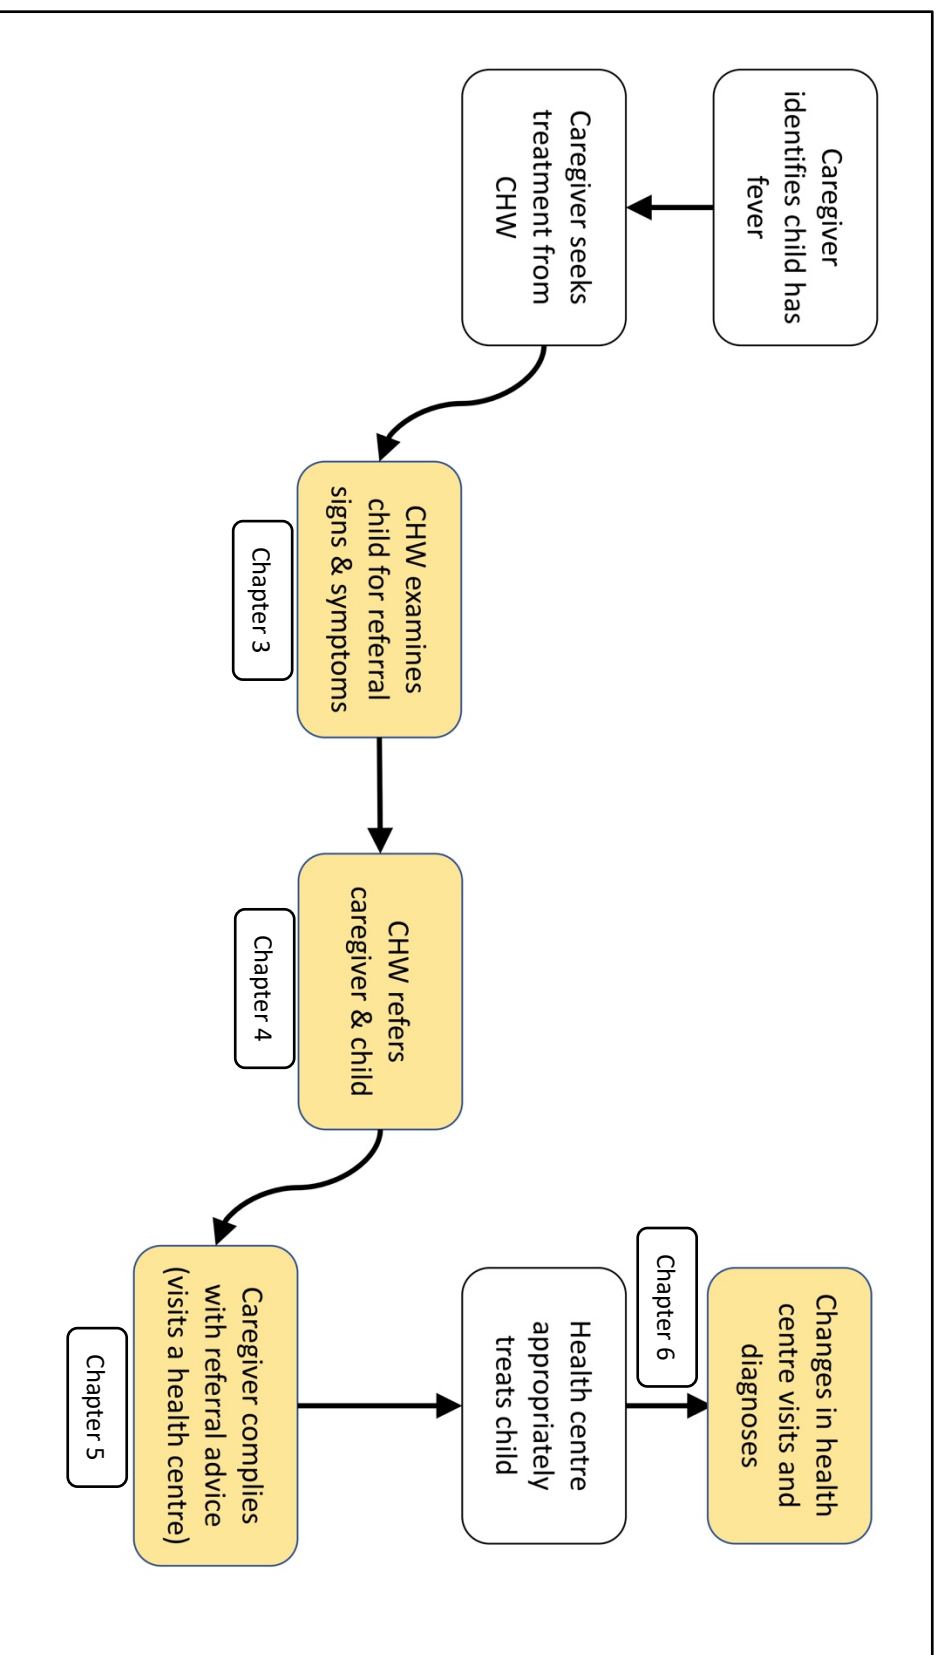 Caregiver
identifies child has
fever
Caregiver seeks
treatment from
CHW
CHW examines
child for referral
signs & symptoms
Chapter 3
CHW refers
caregiver & child
Chapter 4
Caregiver complies
with referral advice
(visits a health centre)
Chapter 5
Health centre
appropriately
treats child
Chapter 6
Changes in health
centre visits and
diagnoses